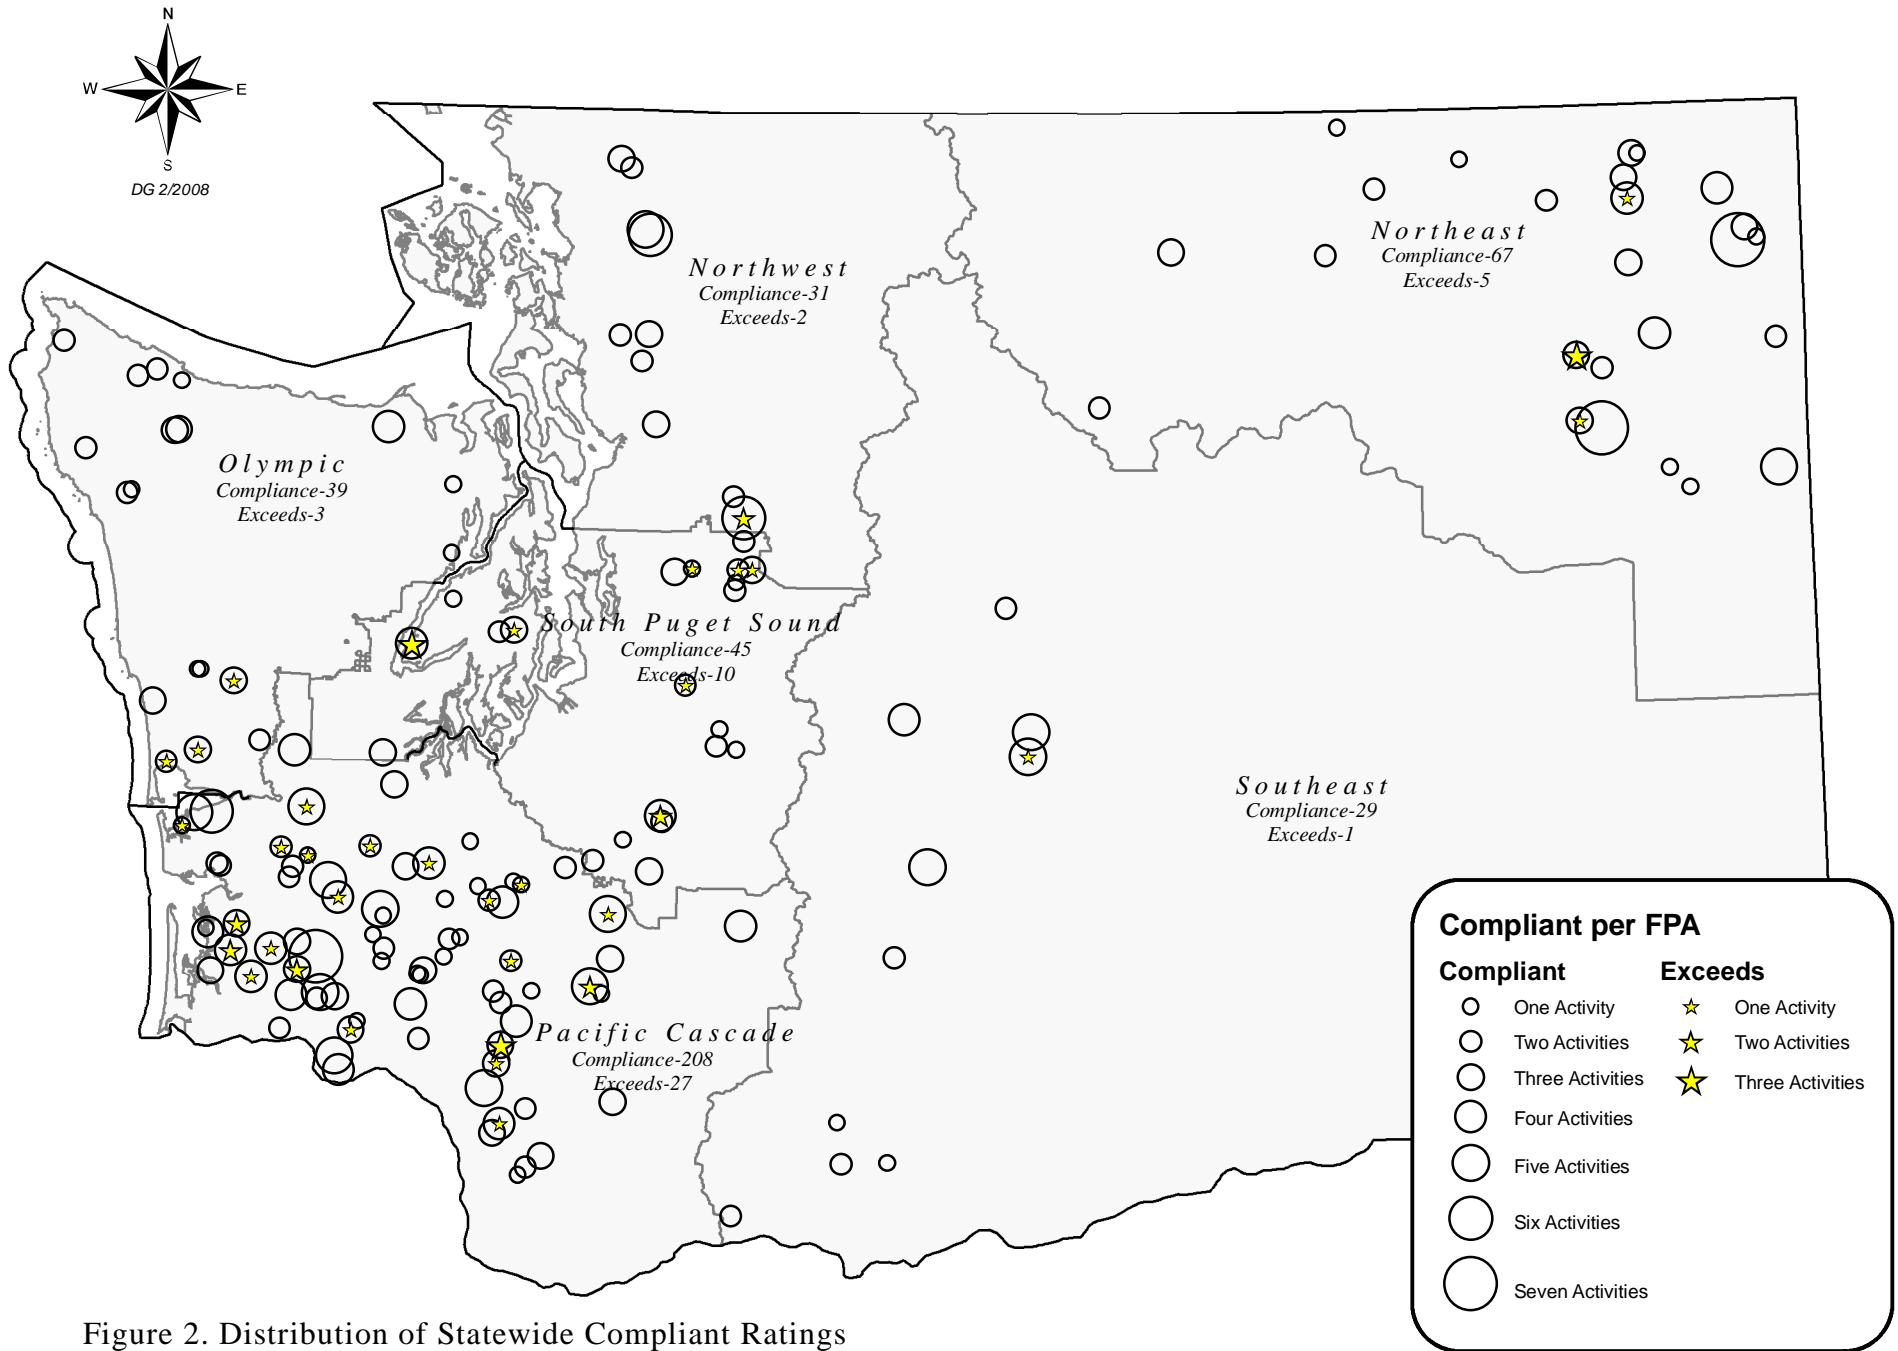 N
W E
S
DG 2/2008
Northeast
Compliance-67
Exceeds-5
Northwest
Compliance-31
Exceeds-2
Olympic
Compliance-39
Exceeds-3
South Puget Sound
Compliance-45
Exceeds-10
Southeast
Compliance-29
Exceeds-1
Pacific Cascade
Compliance-208
Exceeds-27
Compliant per FPA
Compliant Exceeds
One Activity One Activity
Two Activities Two Activities
Three Activities Three Activities
Four Activities
Five Activities
Six Activities
Seven Activities
Figure 2. Distribution of Statewide Compliant Ratings